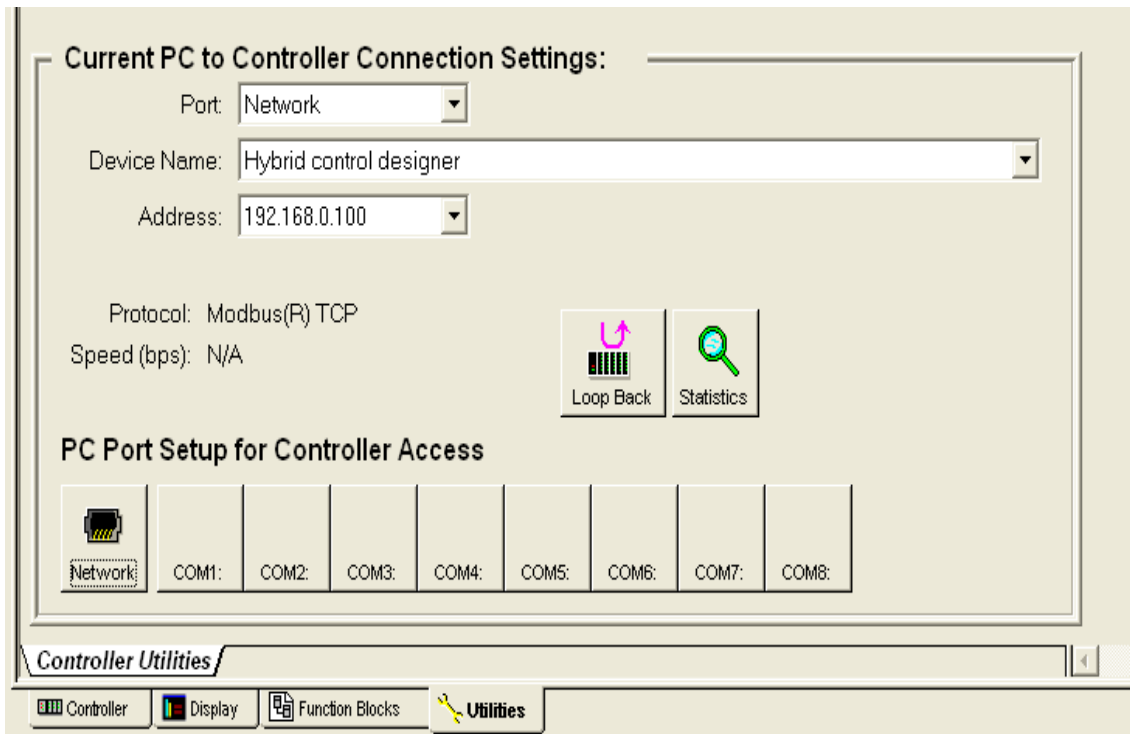 Current PC to Controller Connection Settings:
Port: Network
Device Name: Hybrid control designer
Address: 192.168.0.100
Protocol: Modbus(R) TCP
Speed (bps): N/A
Loop Back Statistics
PC Port Setup for Controller Access
Network COM1: COM2: COM3: COM4: COM5: COM6: COM7: COM8:
Controller Utilities
Controller Display Function Blocks Utilities